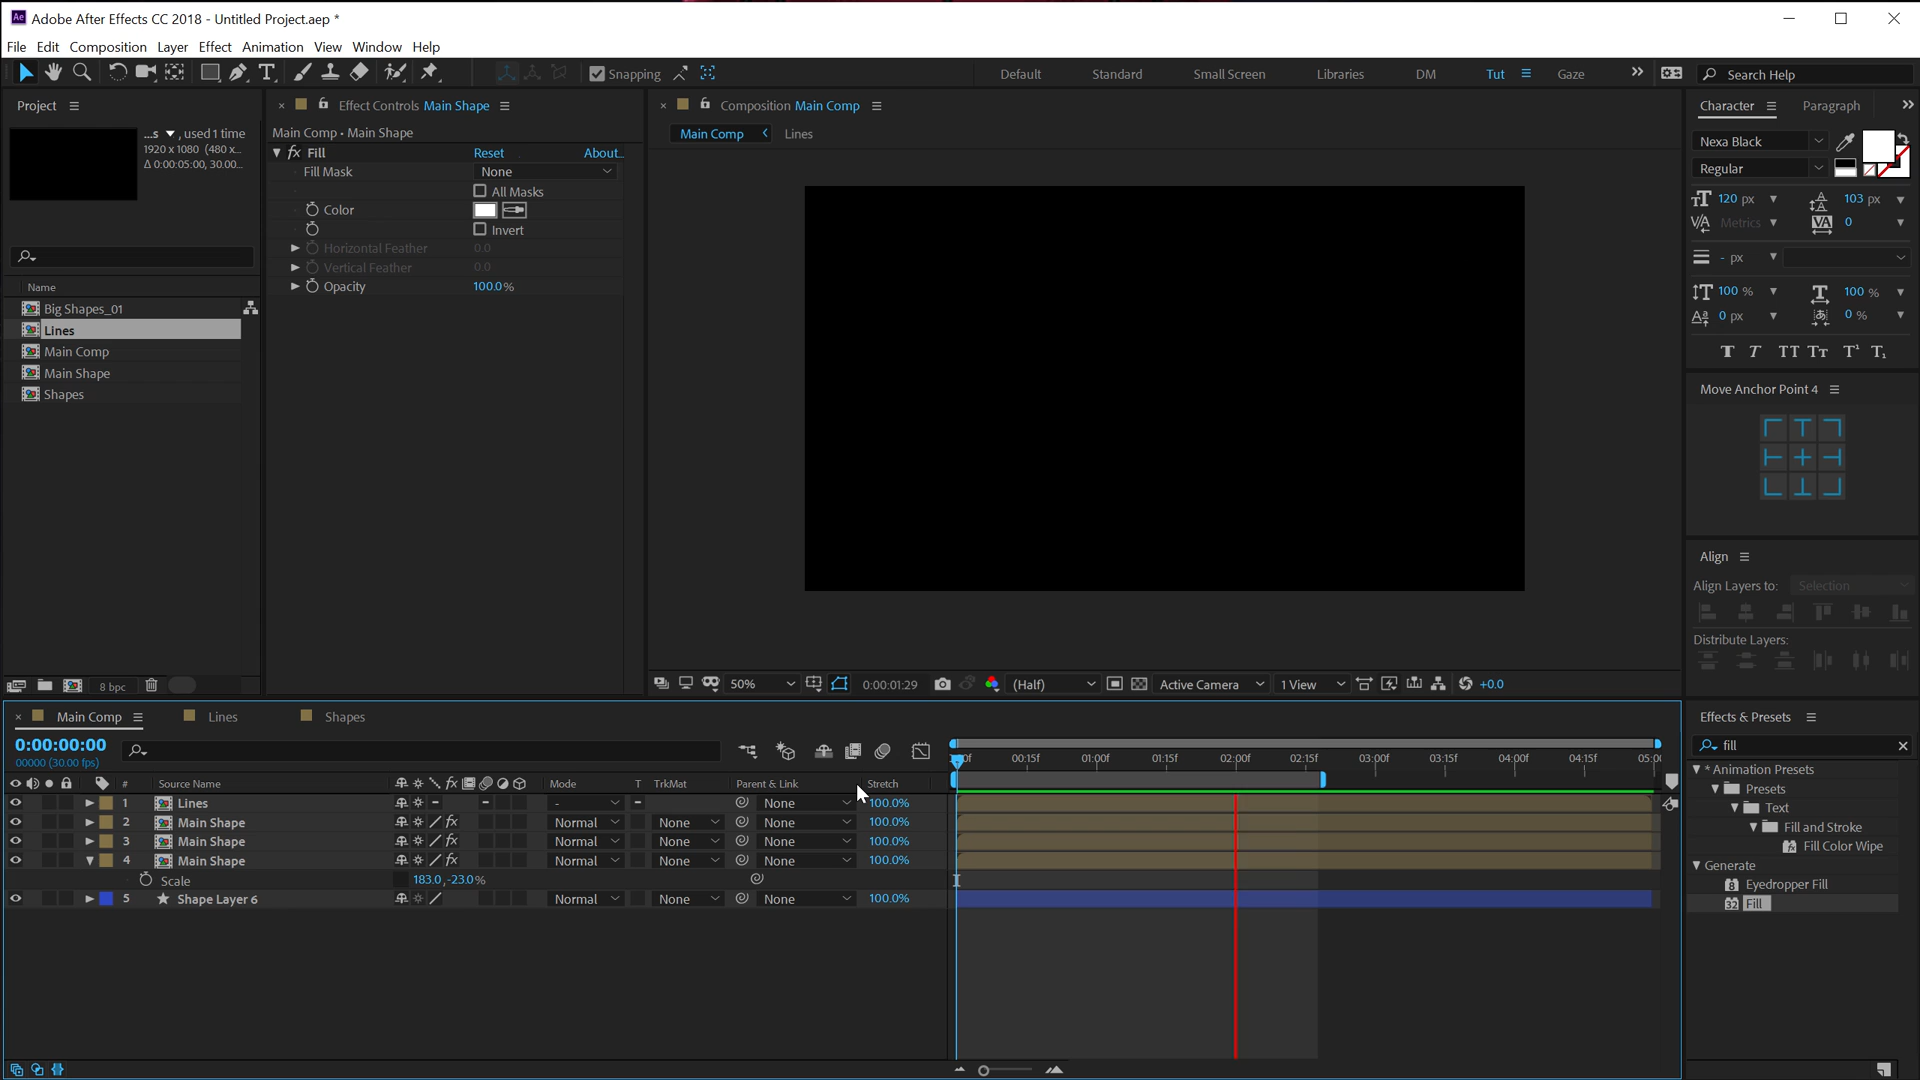 Adobe After Effects CC 2018 - Untitled Project.aep *
File Edit Composition Layer Effect Animation View Window Help
Snapping
Default Standard Small Screen Libraries DM Tut Gaze
Search Help
Project
...s , used 1 time
1920 x 1080 (480 x...
Δ 0:00:05:00, 30.00...
Name
Big Shapes_01
Lines
Main Comp
Main Shape
Shapes
8 bpc
Effect Controls Main Shape
Main Comp • Main Shape
fx Fill Reset About...
Fill Mask None
All Masks
Color
Invert
Horizontal Feather 0.0
Vertical Feather 0.0
Opacity 100.0%
Composition Main Comp
Main Comp Lines
50% 0:00:01:29 (Half) Active Camera 1 View +0.0
Character Paragraph
Nexa Black
Regular
120 px 103 px
Metrics 0
- px
100 % 100 %
0 px 0 %
Move Anchor Point 4
Align
Align Layers to: Selection
Distribute Layers:
Main Comp Lines Shapes
0:00:00:00
00000 (30.00 fps)
00:15f 01:00f 01:15f 02:00f 02:15f 03:00f 03:15f 04:00f 04:15f 05:00
# Source Name Mode T TrkMat Parent & Link Stretch
1 Lines - None 100.0%
2 Main Shape Normal None None 100.0%
3 Main Shape Normal None None 100.0%
4 Main Shape Normal None None 100.0%
Scale 183.0,-23.0%
5 Shape Layer 6 Normal None None 100.0%
Effects & Presets
fill
* Animation Presets
Presets
Text
Fill and Stroke
Fill Color Wipe
Generate
Eyedropper Fill
Fill